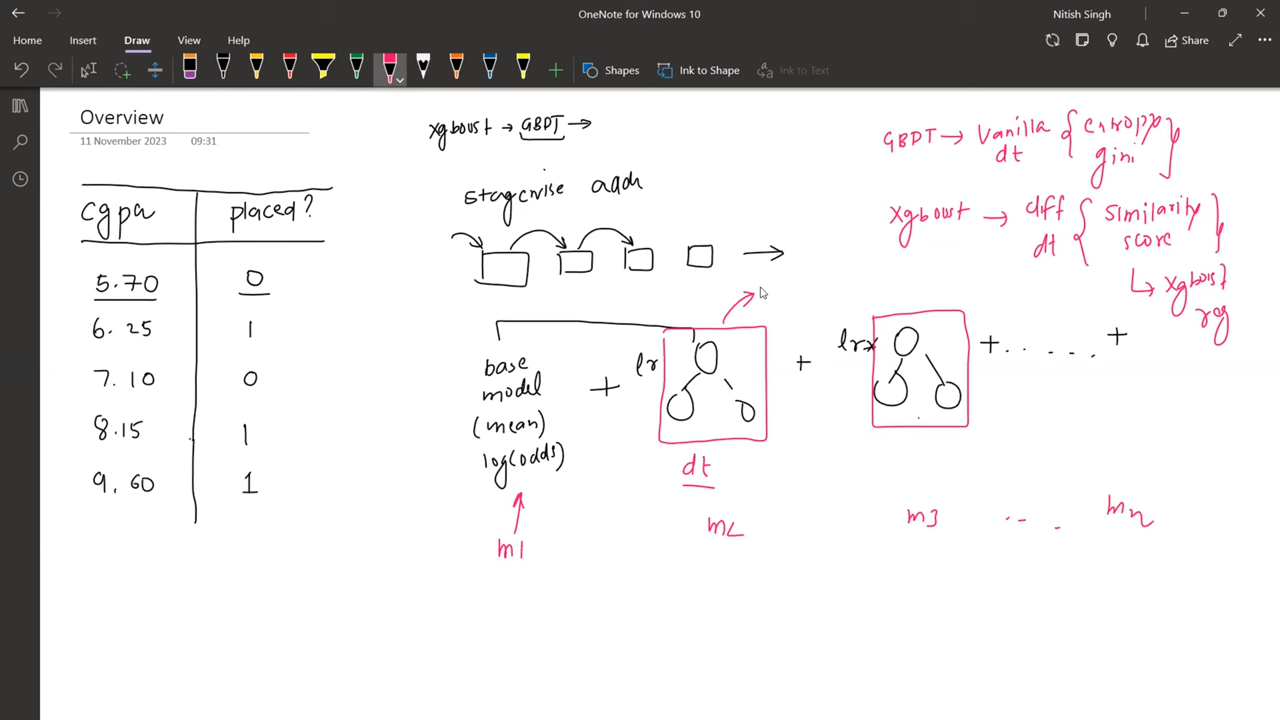 OneNote for Windows 10
Nitish Singh
Home
Insert
Draw
View
Help
Share
Shapes
Ink to Shape
Ink to Text
Overview
11 November 2023
09:31
cgpa placed?
5.70 0
6.25 1
7.10 0
8.15 1
9.60 1
xgboost → GBDT →
stagewise addn
GBDT → vanilla dt { entropy gini }
xgboost → diff dt { similarity score }
↳ xgboost reg
base
model
(mean)
log(odds)
+ lr + lrx + ..... +
dt
m1 m2 m3 ... mn